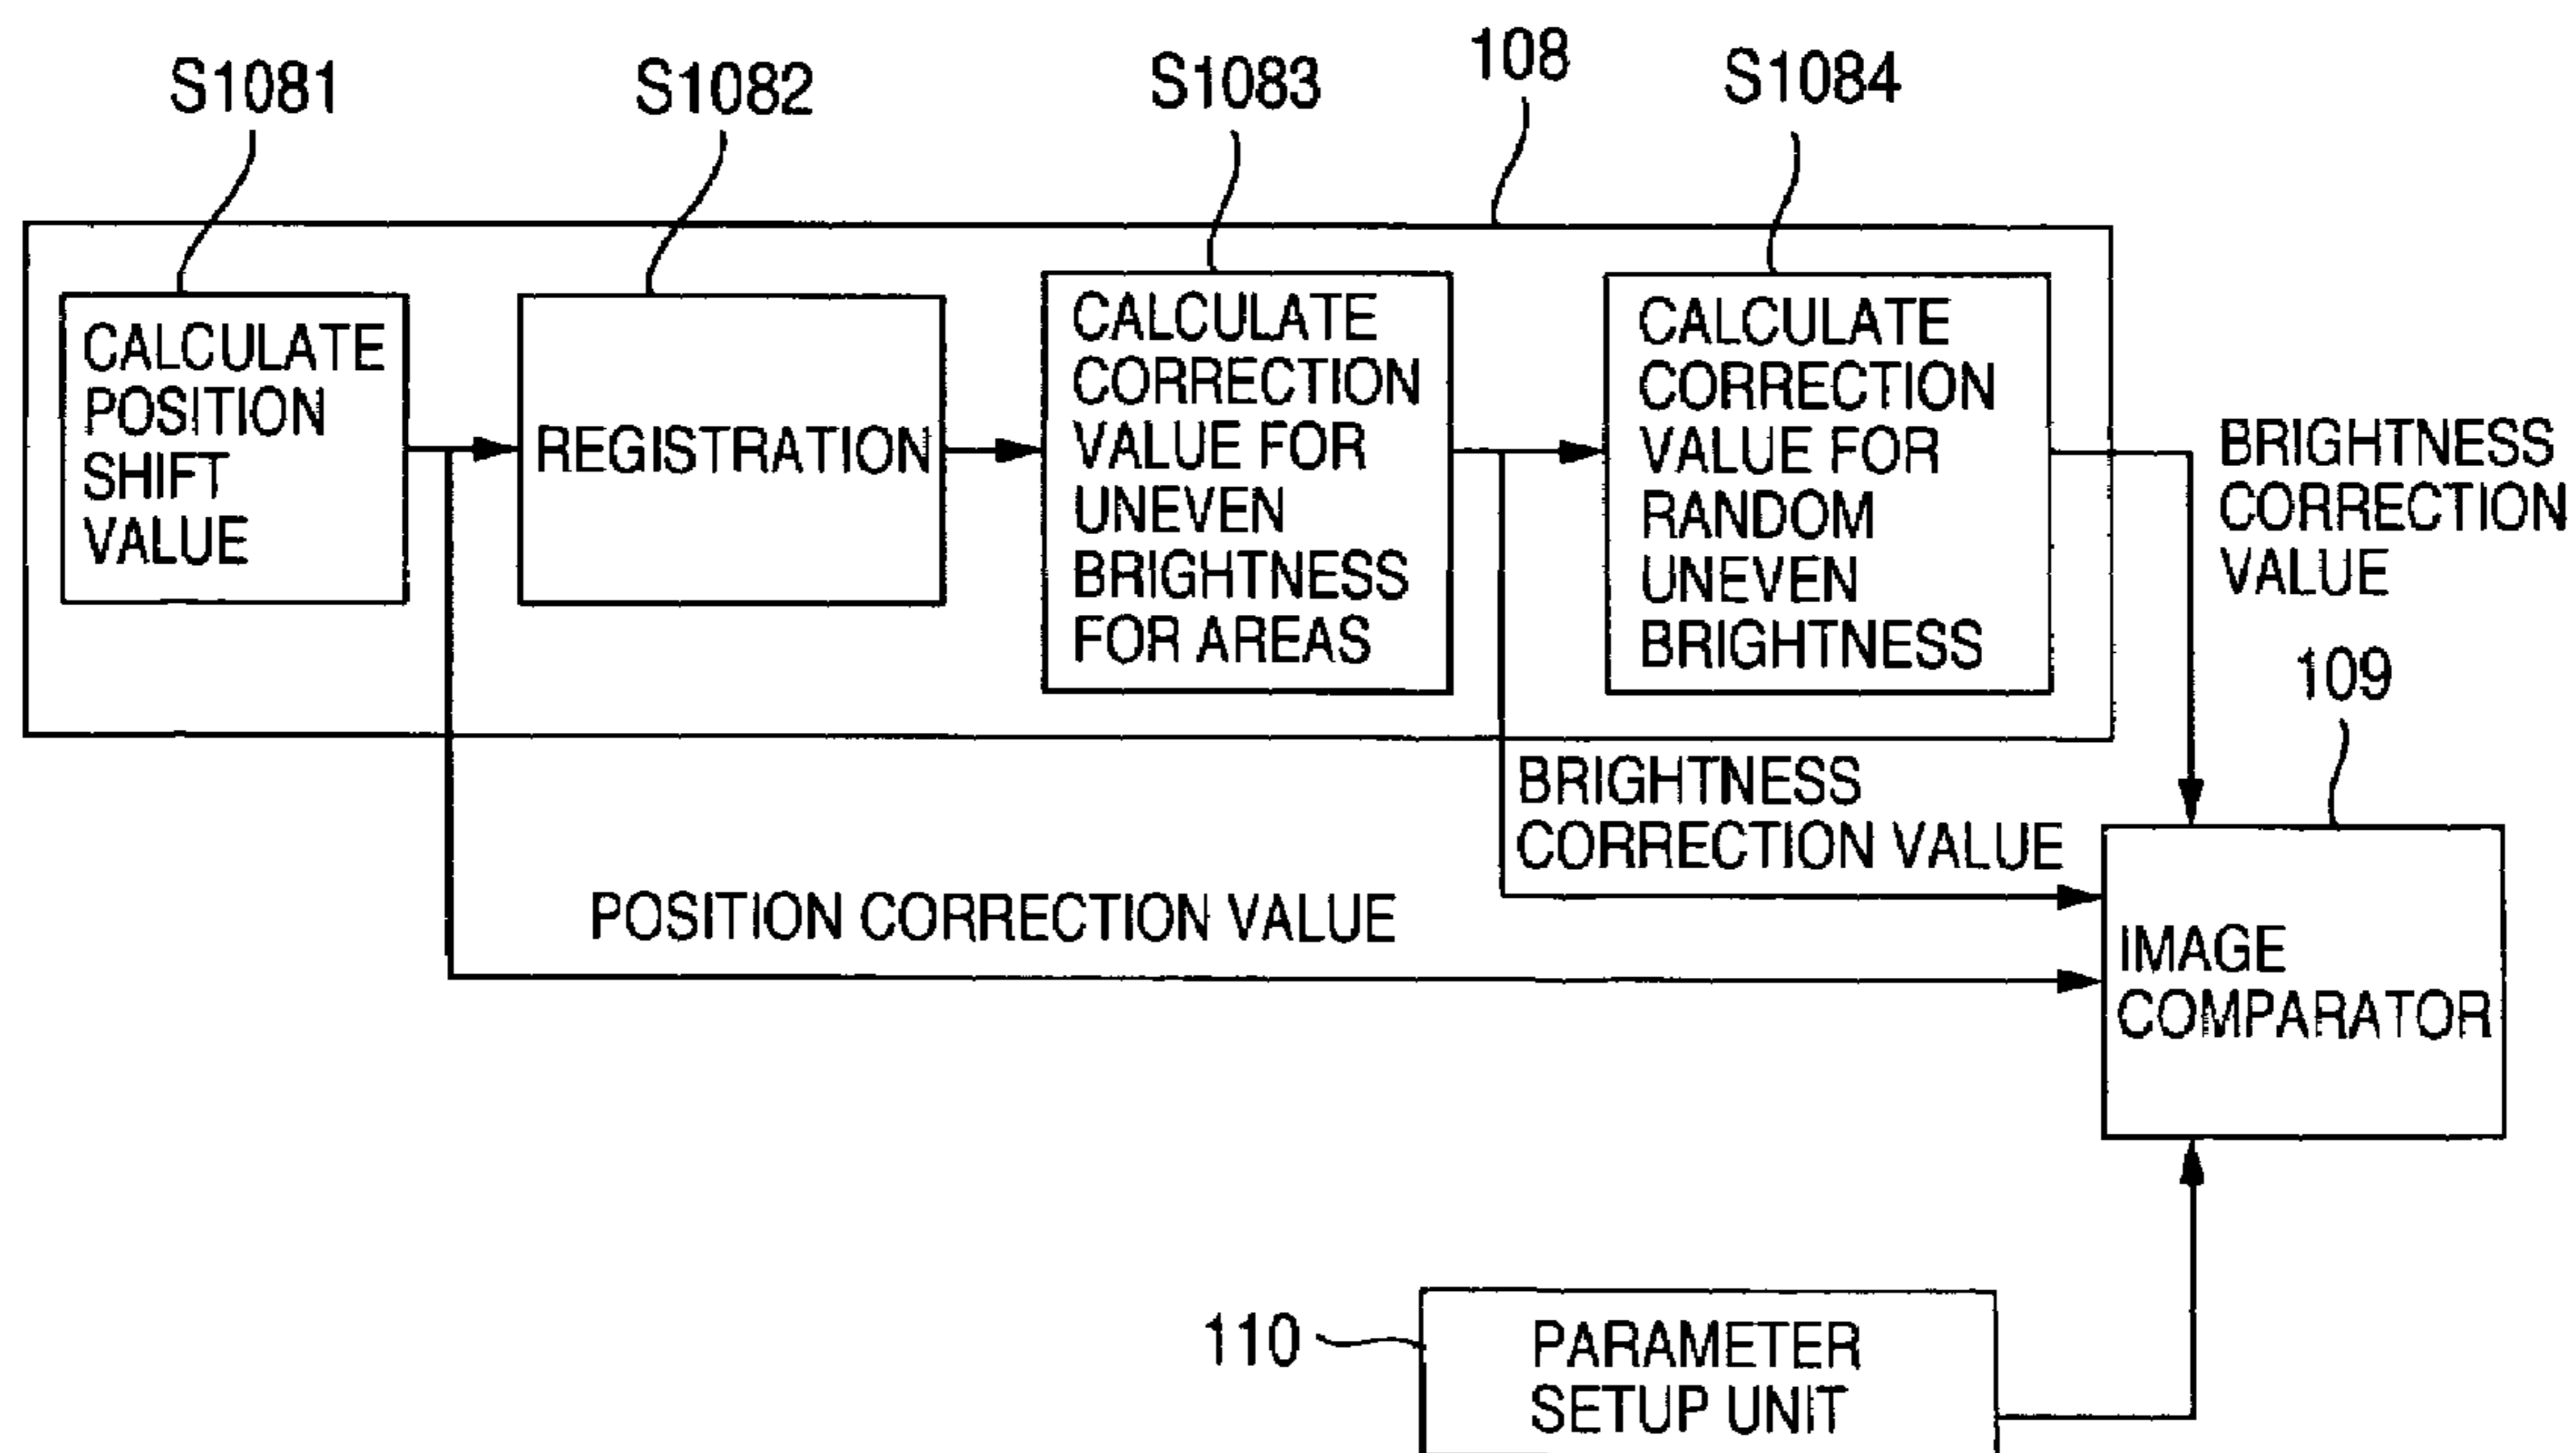 S1081
S1082
S1083
108
S1084
CALCULATE
POSITION
SHIFT
VALUE
REGISTRATION
CALCULATE
CORRECTION
VALUE FOR
UNEVEN
BRIGHTNESS
FOR AREAS
CALCULATE
CORRECTION
VALUE FOR
RANDOM
UNEVEN
BRIGHTNESS
BRIGHTNESS
CORRECTION
VALUE
109
BRIGHTNESS
CORRECTION VALUE
POSITION CORRECTION VALUE
IMAGE
COMPARATOR
110
PARAMETER
SETUP UNIT